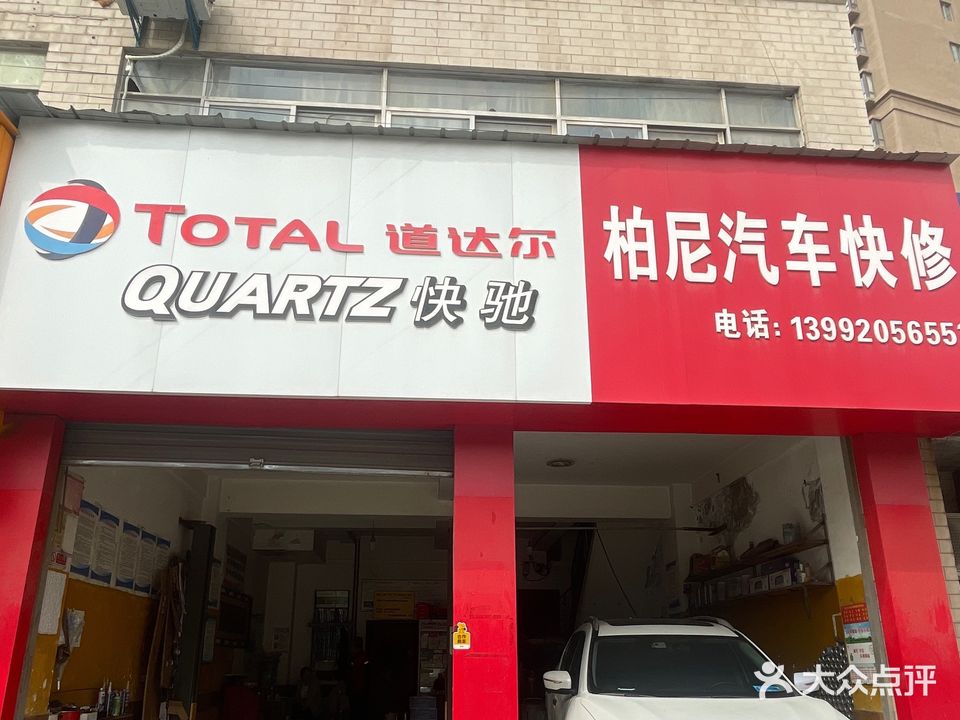 TOTAL 道达尔
QUARTZ 快驰
柏尼汽车快修
电话: 1399205655
大众点评